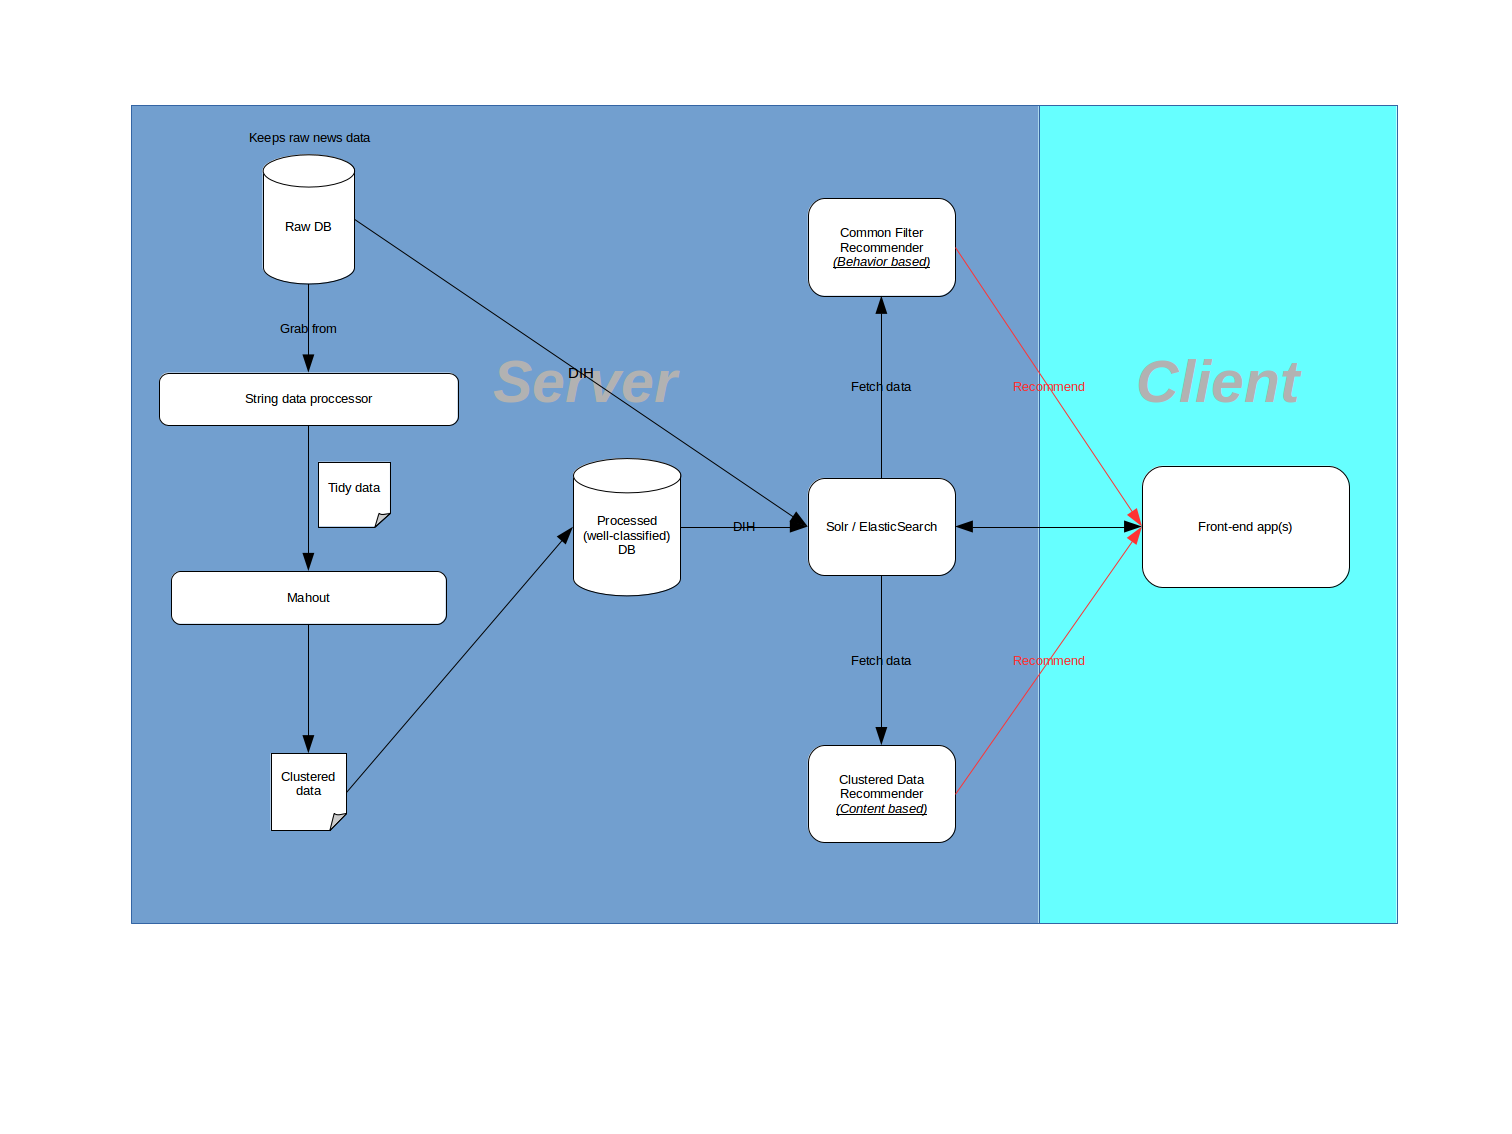 Keeps raw news data
Raw DB
Grab from
String data proccessor
Tidy data
Mahout
Clustered
data
Server
DIH
Processed
(well-classified)
DB
DIH
Common Filter
Recommender
(Behavior based)
Fetch data
Solr / ElasticSearch
Fetch data
Clustered Data
Recommender
(Content based)
Recommend
Recommend
Client
Front-end app(s)